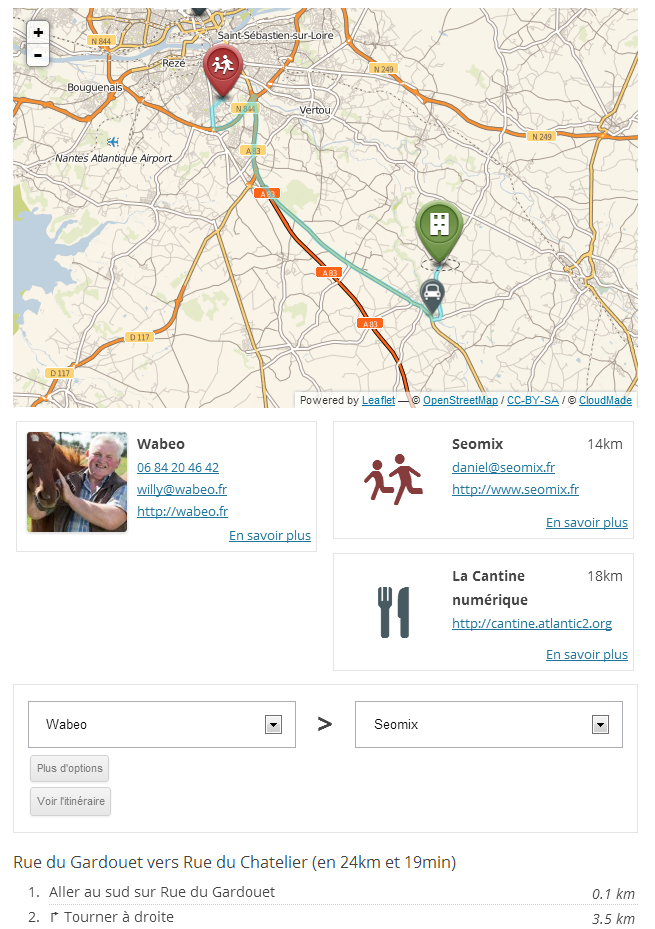 +
-
N 844
Saint-Sébastien-sur-Loire
Rezé
N 249
Bouguenais
N 844
Vertou
N 249
Nantes Atlantique Airport
A 83
A 83
A 83
A 83
D 117
D 117
Powered by Leaflet — © OpenStreetMap / CC-BY-SA / © CloudMade
Wabeo
06 84 20 46 42
willy@wabeo.fr
http://wabeo.fr
En savoir plus
Seomix 14km
daniel@seomix.fr
http://www.seomix.fr
En savoir plus
La Cantine 18km
numérique
http://cantine.atlantic2.org
En savoir plus
Wabeo > Seomix
Plus d'options
Voir l'itinéraire
Rue du Gardouet vers Rue du Chatelier (en 24km et 19min)
1. Aller au sud sur Rue du Gardouet 0.1 km
2. Tourner à droite 3.5 km